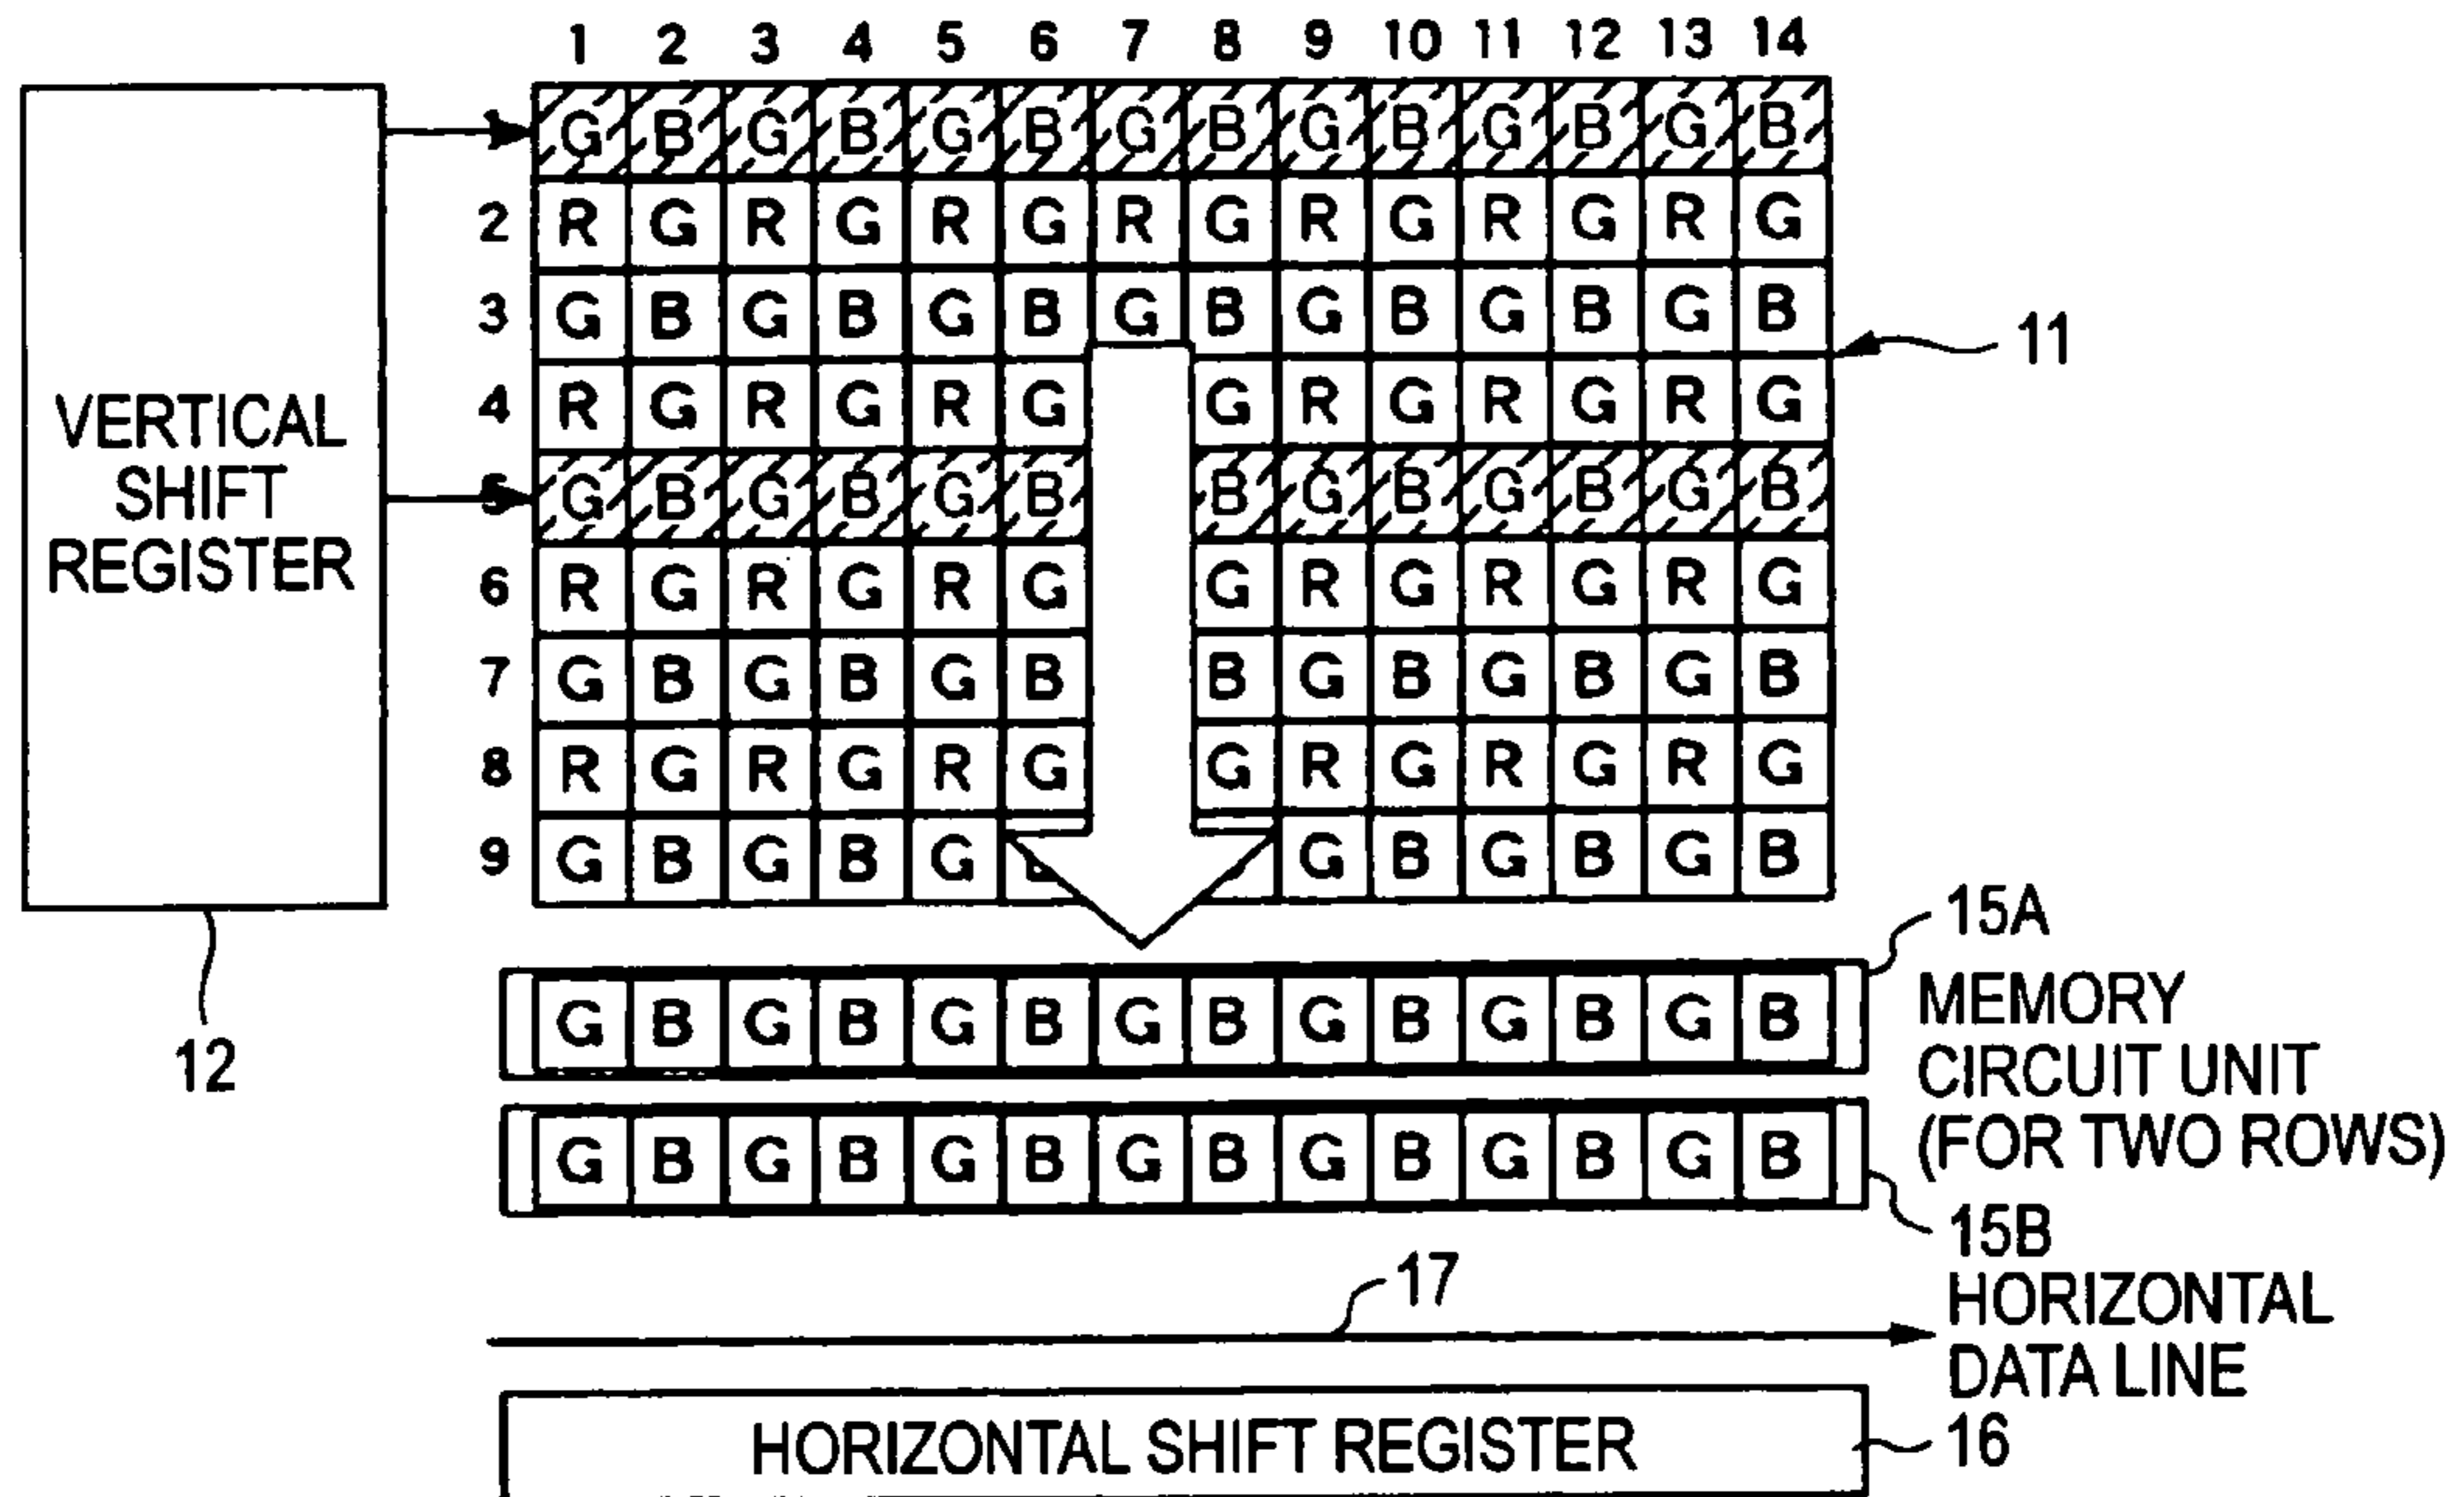 1 2 3 4 5 6 7 8 9 10 11 12 13 14
G B G B G B G B G B G B G B
2 R G R G R G R G R G R G R G
3 G B G B G B G B G B G B G B
11
4 R G R G R G G R G R G R G
VERTICAL
SHIFT
REGISTER
5 G B G B G B B G B G B G B
6 R G R G R G G R G R G R G
7 G B G B G B B G B G B G B
8 R G R G R G G R G R G R G
9 G B G B G G B G B G B
12
15A
MEMORY
CIRCUIT UNIT
(FOR TWO ROWS)
G B G B G B G B G B G B G B
G B G B G B G B G B G B G B
15B
17
HORIZONTAL
DATA LINE
HORIZONTAL SHIFT REGISTER
16